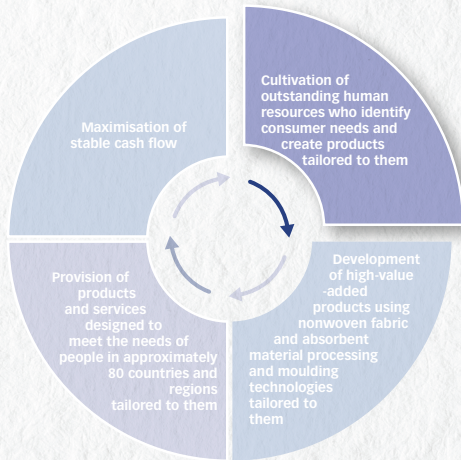 Maximisation of
stable cash flow
Cultivation of
outstanding human
resources who identify
consumer needs and
create products
tailored to them
Provision of
products
and services
designed to
meet the needs of
people in approximately
80 countries and
regions
tailored to them
Development
of high-value
-added
products using
nonwoven fabric
and absorbent
material processing
and moulding
technologies
tailored to
them